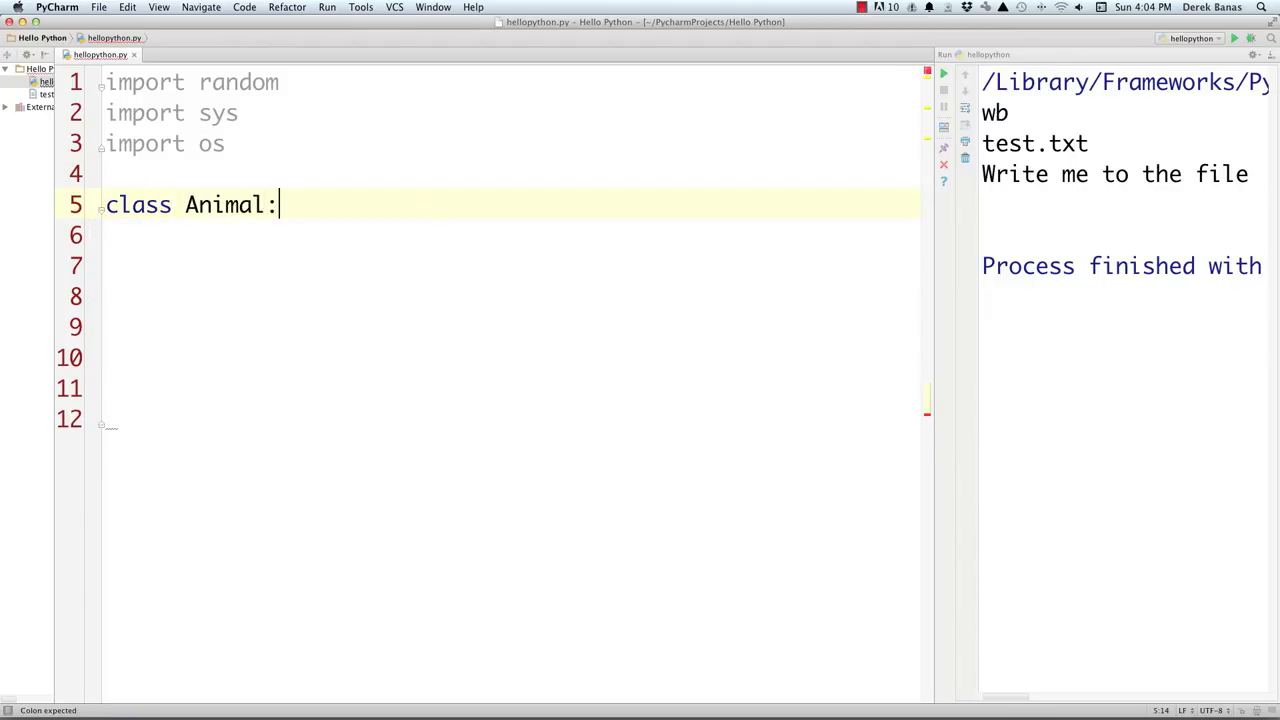 PyCharm File Edit View Navigate Code Refactor Run Tools VCS Window Help 10 Sun 4:04 PM Derek Banas
hellopython.py - Hello Python - [~/PycharmProjects/Hello Python]
Hello Python hellopython.py hellopython
hellopython.py × Run hellopython
Hello P
hell
test
Externa
1 import random
2 import sys
3 import os
4
5 class Animal:
6
7
8
9
10
11
12
/Library/Frameworks/Py
wb
test.txt
Write me to the file
Process finished with
Colon expected 5:14 LF UTF-8